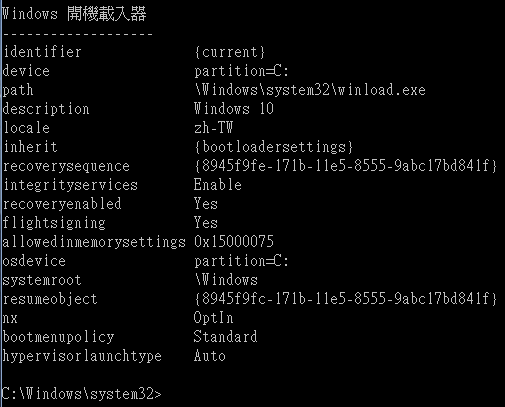 Windows 開機載入器
-------------------
identifier              {current}
device                  partition=C:
path                    \Windows\system32\winload.exe
description             Windows 10
locale                  zh-TW
inherit                 {bootloadersettings}
recoverysequence        {8945f9fe-171b-11e5-8555-9abc17bd841f}
integrityservices       Enable
recoveryenabled         Yes
flightsigning           Yes
allowedinmemorysettings 0x15000075
osdevice                partition=C:
systemroot              \Windows
resumeobject            {8945f9fc-171b-11e5-8555-9abc17bd841f}
nx                      OptIn
bootmenupolicy          Standard
hypervisorlaunchtype    Auto

C:\Windows\system32>